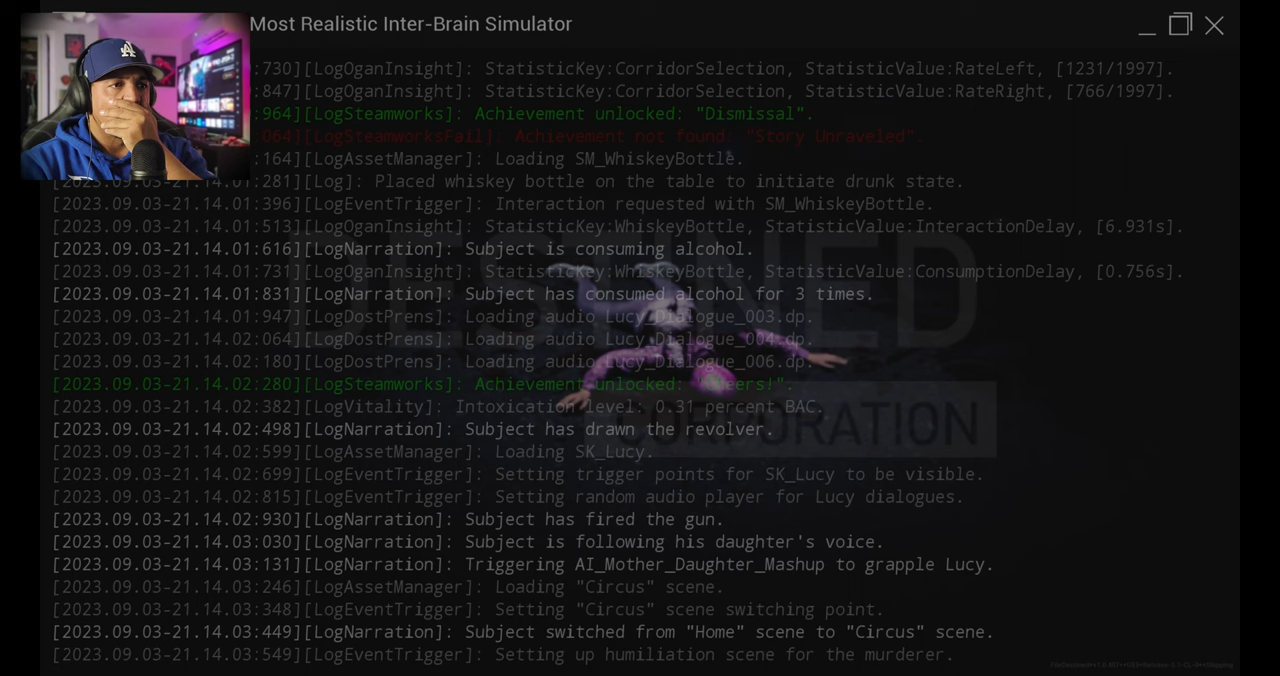 Most Realistic Inter-Brain Simulator
:730][LogOganInsight]: StatisticKey:CorridorSelection, StatisticValue:RateLeft, [1231/1997].
:847][LogOganInsight]: StatisticKey:CorridorSelection, StatisticValue:RateRight, [766/1997].
:964][LogSteamworks]: Achievement unlocked: "Dismissal".
:064][LogSteamworksFail]: Achievement not found. "Story Unraveled".
:164][LogAssetManager]: Loading SM_WhiskeyBottle.
[2023.09.03-21.14.01:281][Log]: Placed whiskey bottle on the table to initiate drunk state.
[2023.09.03-21.14.01:396][LogEventTrigger]: Interaction requested with SM_WhiskeyBottle.
[2023.09.03-21.14.01:513][LogOganInsight]: StatisticKey:WhiskeyBottle, StatisticValue:InteractionDelay, [6.931s].
[2023.09.03-21.14.01:616][LogNarration]: Subject is consuming alcohol.
[2023.09.03-21.14.01:731][LogOganInsight]: StatisticKey:WhiskeyBottle, StatisticValue:ConsumptionDelay, [0.756s].
[2023.09.03-21.14.01:831][LogNarration]: Subject has consumed alcohol for 3 times.
[2023.09.03-21.14.01:947][LogDostPrens]: Loading audio Lucy_Dialogue_003.dp.
[2023.09.03-21.14.02:064][LogDostPrens]: Loading audio Lucy_Dialogue_004.dp.
[2023.09.03-21.14.02:180][LogDostPrens]: Loading audio Lucy_Dialogue_006.dp.
[2023.09.03-21.14.02:280][LogSteamworks]: Achievement unlocked:
[2023.09.03-21.14.02:382][LogVitality]: Intoxication level: 0.31 percent BAC.
[2023.09.03-21.14.02:498][LogNarration]: Subject has drawn the revolver.
[2023.09.03-21.14.02:599][LogAssetManager]: Loading SK_Lucy.
[2023.09.03-21.14.02:699][LogEventTrigger]: Setting trigger points for SK_Lucy to be visible.
[2023.09.03-21.14.02:815][LogEventTrigger]: Setting random audio player for Lucy dialogues.
[2023.09.03-21.14.02:930][LogNarration]: Subject has fired the gun.
[2023.09.03-21.14.03:030][LogNarration]: Subject is following his daughter's voice.
[2023.09.03-21.14.03:131][LogNarration]: Triggering AI_Mother_Daughter_Mashup to grapple Lucy.
[2023.09.03-21.14.03:246][LogAssetManager]: Loading "Circus" scene.
[2023.09.03-21.14.03:348][LogEventTrigger]: Setting "Circus" scene switching point.
[2023.09.03-21.14.03:449][LogNarration]: Subject switched from "Home" scene to "Circus" scene.
[2023.09.03-21.14.03:549][LogEventTrigger]: Setting up humiliation scene for the murderer.
CORPORATION